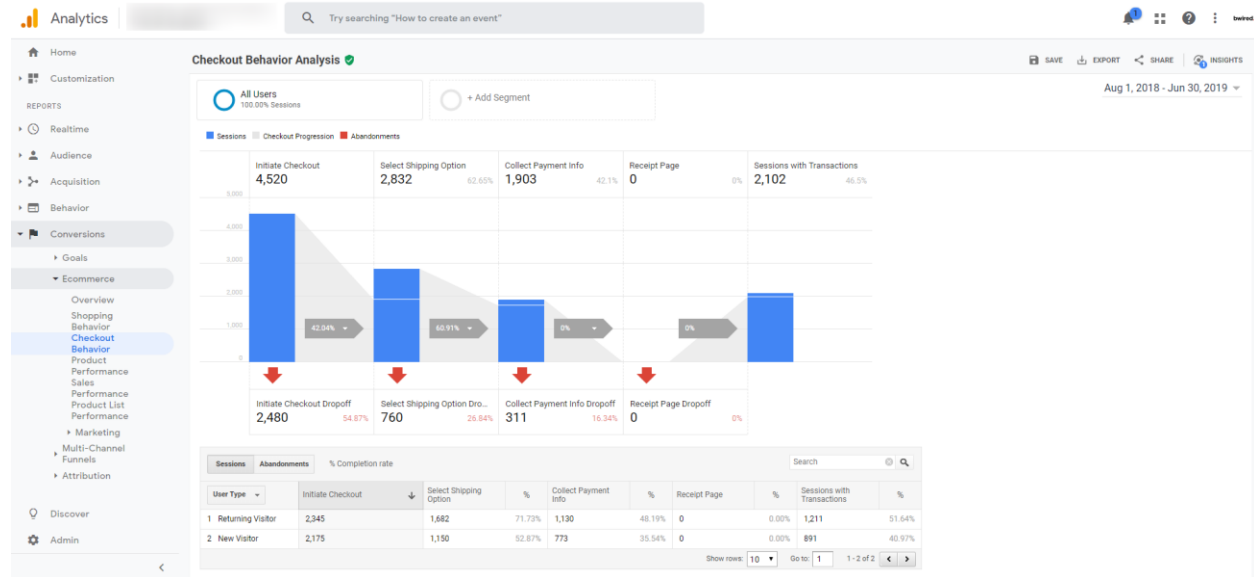 Analytics
Try searching "How to create an event"
1
bwired
Home
Customization
REPORTS
Realtime
Audience
Acquisition
Behavior
Conversions
Goals
Ecommerce
Overview
Shopping
Behavior
Checkout
Behavior
Product
Performance
Sales
Performance
Product List
Performance
Marketing
Multi-Channel
Funnels
Attribution
Discover
Admin
Checkout Behavior Analysis
SAVE EXPORT SHARE INSIGHTS
Aug 1, 2018 - Jun 30, 2019
All Users
100.00% Sessions
+ Add Segment
Sessions Checkout Progression Abandonments
Initiate Checkout Select Shipping Option Collect Payment Info Receipt Page Sessions with Transactions
4,520 2,832 62.65% 1,903 42.1% 0 0% 2,102 46.5%
5,000
4,000
3,000
2,000
1,000
0
42.04% 60.91% 0% 0%
Initiate Checkout Dropoff Select Shipping Option Dro... Collect Payment Info Dropoff Receipt Page Dropoff
2,480 54.87% 760 26.84% 311 16.34% 0 0%
Sessions Abandonments % Completion rate Search
User Type Initiate Checkout Select Shipping Option % Collect Payment Info % Receipt Page % Sessions with Transactions %
1 Returning Visitor 2,345 1,682 71.73% 1,130 48.19% 0 0.00% 1,211 51.64%
2 New Visitor 2,175 1,150 52.87% 773 35.54% 0 0.00% 891 40.97%
Show rows: 10 Go to: 1 1 - 2 of 2